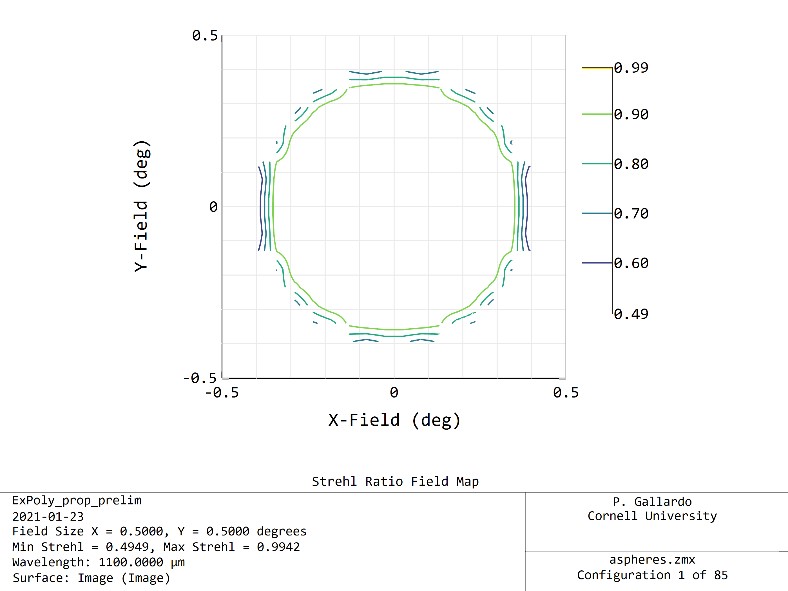 0.5
0.99
0.90
0.80
0.70
0.60
0.49
Y-Field (deg)
0
-0.5
-0.5
0
0.5
X-Field (deg)
Strehl Ratio Field Map
ExPoly_prop_prelim
2021-01-23
Field Size X = 0.5000, Y = 0.5000 degrees
Min Strehl = 0.4949, Max Strehl = 0.9942
Wavelength: 1100.0000 µm
Surface: Image (Image)
P. Gallardo
Cornell University
aspheres.zmx
Configuration 1 of 85